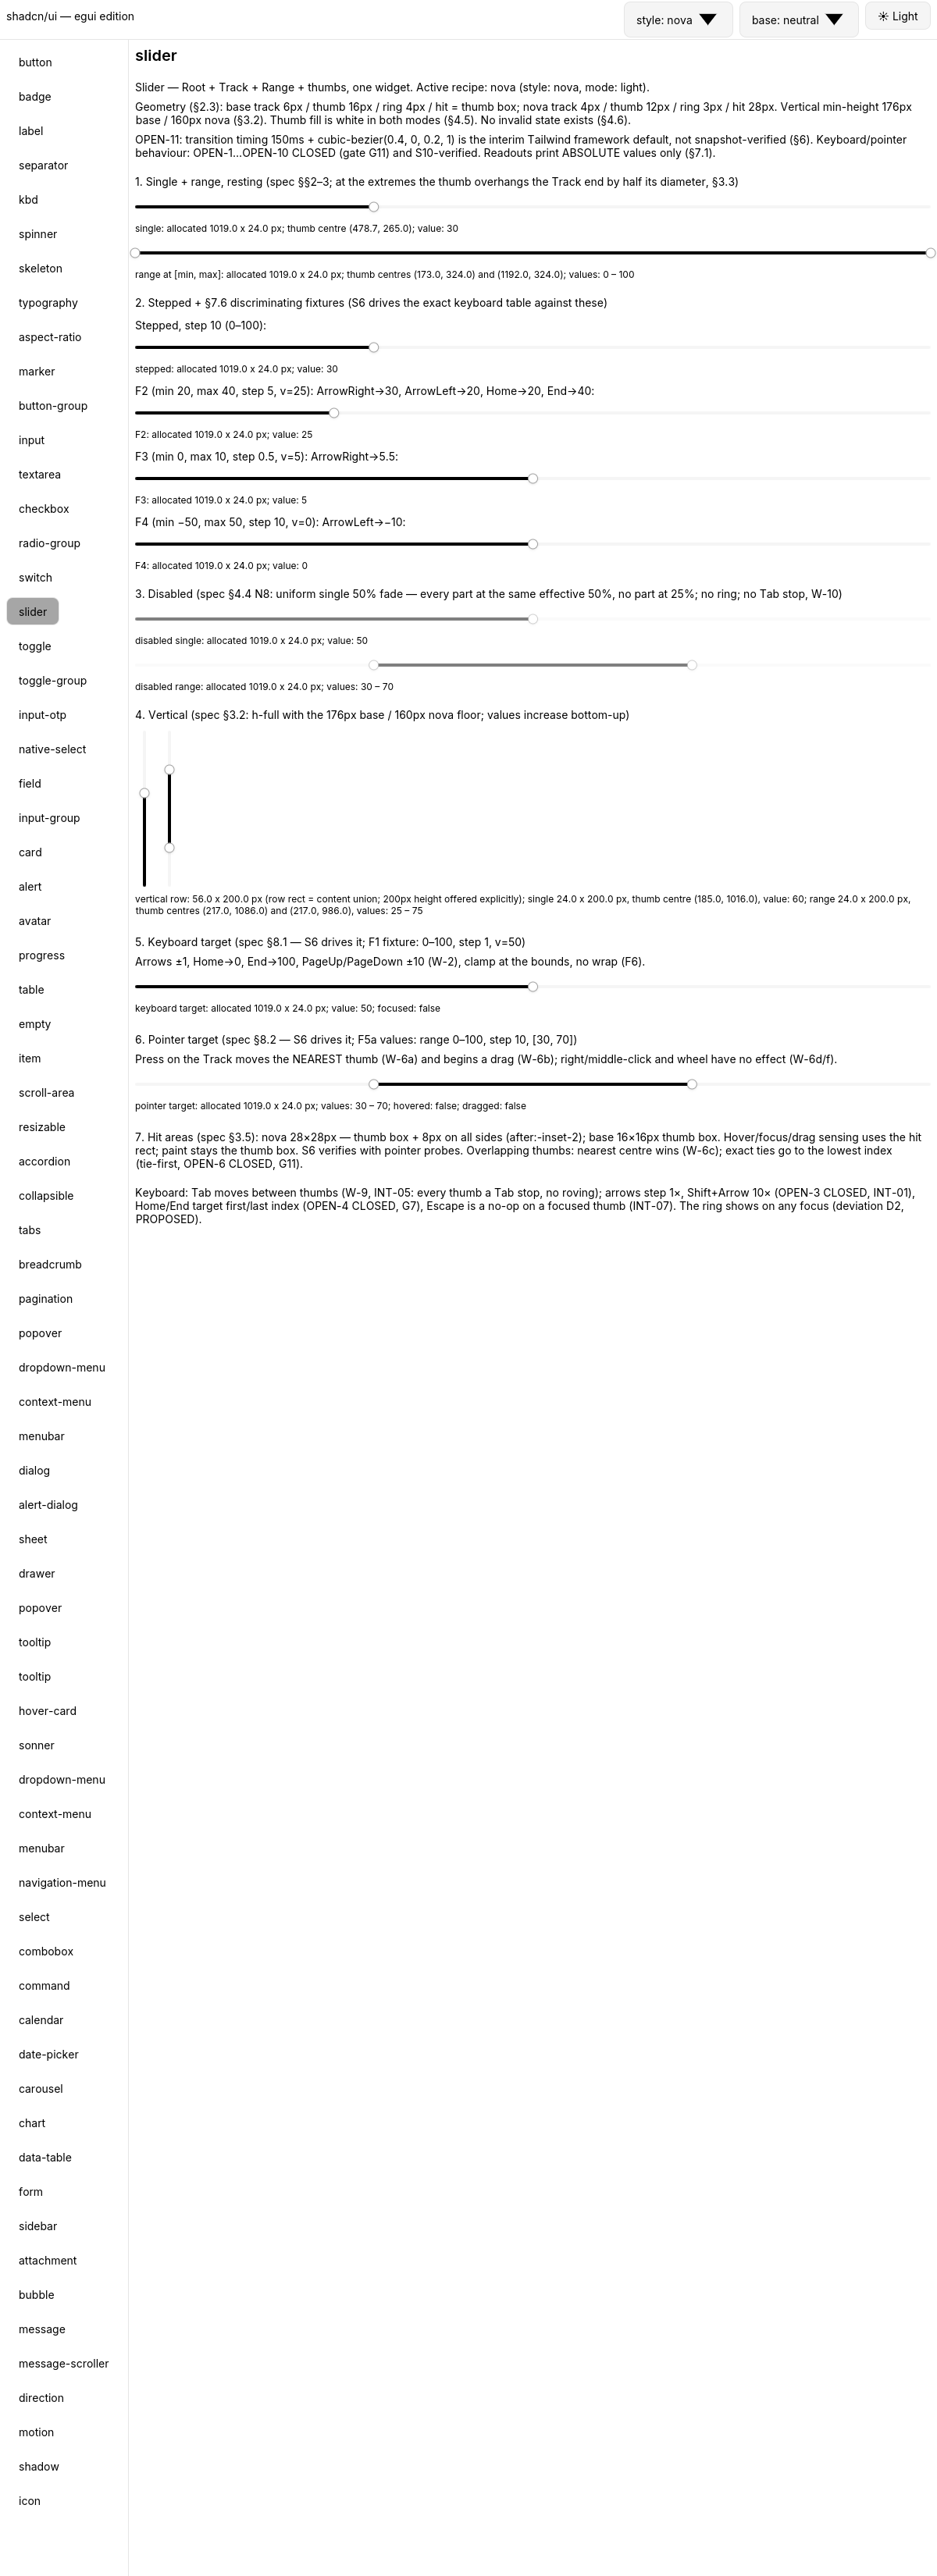 shadcn/ui — egui edition
style: nova
base: neutral
☀ Light
button
badge
label
separator
kbd
spinner
skeleton
typography
aspect-ratio
marker
button-group
input
textarea
checkbox
radio-group
switch
slider
toggle
toggle-group
input-otp
native-select
field
input-group
card
alert
avatar
progress
table
empty
item
scroll-area
resizable
accordion
collapsible
tabs
breadcrumb
pagination
popover
dropdown-menu
context-menu
menubar
dialog
alert-dialog
sheet
drawer
popover
tooltip
tooltip
hover-card
sonner
dropdown-menu
context-menu
menubar
navigation-menu
select
combobox
command
calendar
date-picker
carousel
chart
data-table
form
sidebar
attachment
bubble
message
message-scroller
direction
motion
shadow
icon
slider
Slider — Root + Track + Range + thumbs, one widget. Active recipe: nova (style: nova, mode: light).
Geometry (§2.3): base track 6px / thumb 16px / ring 4px / hit = thumb box; nova track 4px / thumb 12px / ring 3px / hit 28px. Vertical min-height 176px
base / 160px nova (§3.2). Thumb fill is white in both modes (§4.5). No invalid state exists (§4.6).
OPEN-11: transition timing 150ms + cubic-bezier(0.4, 0, 0.2, 1) is the interim Tailwind framework default, not snapshot-verified (§6). Keyboard/pointer
behaviour: OPEN-1…OPEN-10 CLOSED (gate G11) and S10-verified. Readouts print ABSOLUTE values only (§7.1).
1. Single + range, resting (spec §§2–3; at the extremes the thumb overhangs the Track end by half its diameter, §3.3)
single: allocated 1019.0 x 24.0 px; thumb centre (478.7, 265.0); value: 30
range at [min, max]: allocated 1019.0 x 24.0 px; thumb centres (173.0, 324.0) and (1192.0, 324.0); values: 0 – 100
2. Stepped + §7.6 discriminating fixtures (S6 drives the exact keyboard table against these)
Stepped, step 10 (0–100):
stepped: allocated 1019.0 x 24.0 px; value: 30
F2 (min 20, max 40, step 5, v=25): ArrowRight→30, ArrowLeft→20, Home→20, End→40:
F2: allocated 1019.0 x 24.0 px; value: 25
F3 (min 0, max 10, step 0.5, v=5): ArrowRight→5.5:
F3: allocated 1019.0 x 24.0 px; value: 5
F4 (min −50, max 50, step 10, v=0): ArrowLeft→−10:
F4: allocated 1019.0 x 24.0 px; value: 0
3. Disabled (spec §4.4 N8: uniform single 50% fade — every part at the same effective 50%, no part at 25%; no ring; no Tab stop, W-10)
disabled single: allocated 1019.0 x 24.0 px; value: 50
disabled range: allocated 1019.0 x 24.0 px; values: 30 – 70
4. Vertical (spec §3.2: h-full with the 176px base / 160px nova floor; values increase bottom-up)
vertical row: 56.0 x 200.0 px (row rect = content union; 200px height offered explicitly); single 24.0 x 200.0 px, thumb centre (185.0, 1016.0), value: 60; range 24.0 x 200.0 px,
thumb centres (217.0, 1086.0) and (217.0, 986.0), values: 25 – 75
5. Keyboard target (spec §8.1 — S6 drives it; F1 fixture: 0–100, step 1, v=50)
Arrows ±1, Home→0, End→100, PageUp/PageDown ±10 (W-2), clamp at the bounds, no wrap (F6).
keyboard target: allocated 1019.0 x 24.0 px; value: 50; focused: false
6. Pointer target (spec §8.2 — S6 drives it; F5a values: range 0–100, step 10, [30, 70])
Press on the Track moves the NEAREST thumb (W-6a) and begins a drag (W-6b); right/middle-click and wheel have no effect (W-6d/f).
pointer target: allocated 1019.0 x 24.0 px; values: 30 – 70; hovered: false; dragged: false
7. Hit areas (spec §3.5): nova 28×28px — thumb box + 8px on all sides (after:-inset-2); base 16×16px thumb box. Hover/focus/drag sensing uses the hit
rect; paint stays the thumb box. S6 verifies with pointer probes. Overlapping thumbs: nearest centre wins (W-6c); exact ties go to the lowest index
(tie-first, OPEN-6 CLOSED, G11).
Keyboard: Tab moves between thumbs (W-9, INT-05: every thumb a Tab stop, no roving); arrows step 1×, Shift+Arrow 10× (OPEN-3 CLOSED, INT-01),
Home/End target first/last index (OPEN-4 CLOSED, G7), Escape is a no-op on a focused thumb (INT-07). The ring shows on any focus (deviation D2,
PROPOSED).